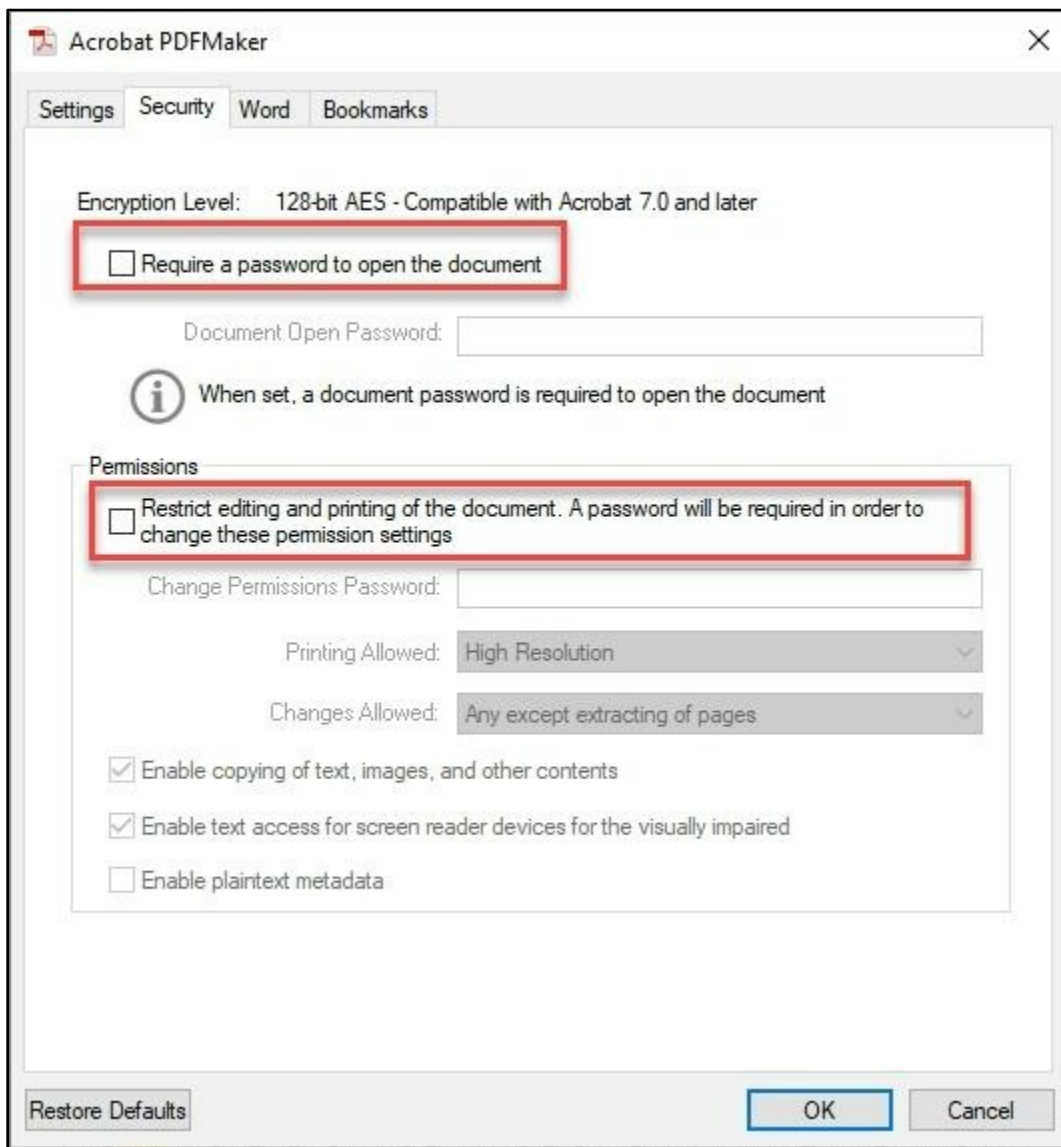 Acrobat PDFMaker
Settings Security Word Bookmarks
Encryption Level: 128-bit AES - Compatible with Acrobat 7.0 and later
Require a password to open the document
Document Open Password:
When set, a document password is required to open the document
Permissions
Restrict editing and printing of the document. A password will be required in order to
change these permission settings
Change Permissions Password:
Printing Allowed: High Resolution
Changes Allowed: Any except extracting of pages
Enable copying of text, images, and other contents
Enable text access for screen reader devices for the visually impaired
Enable plaintext metadata
Restore Defaults OK Cancel